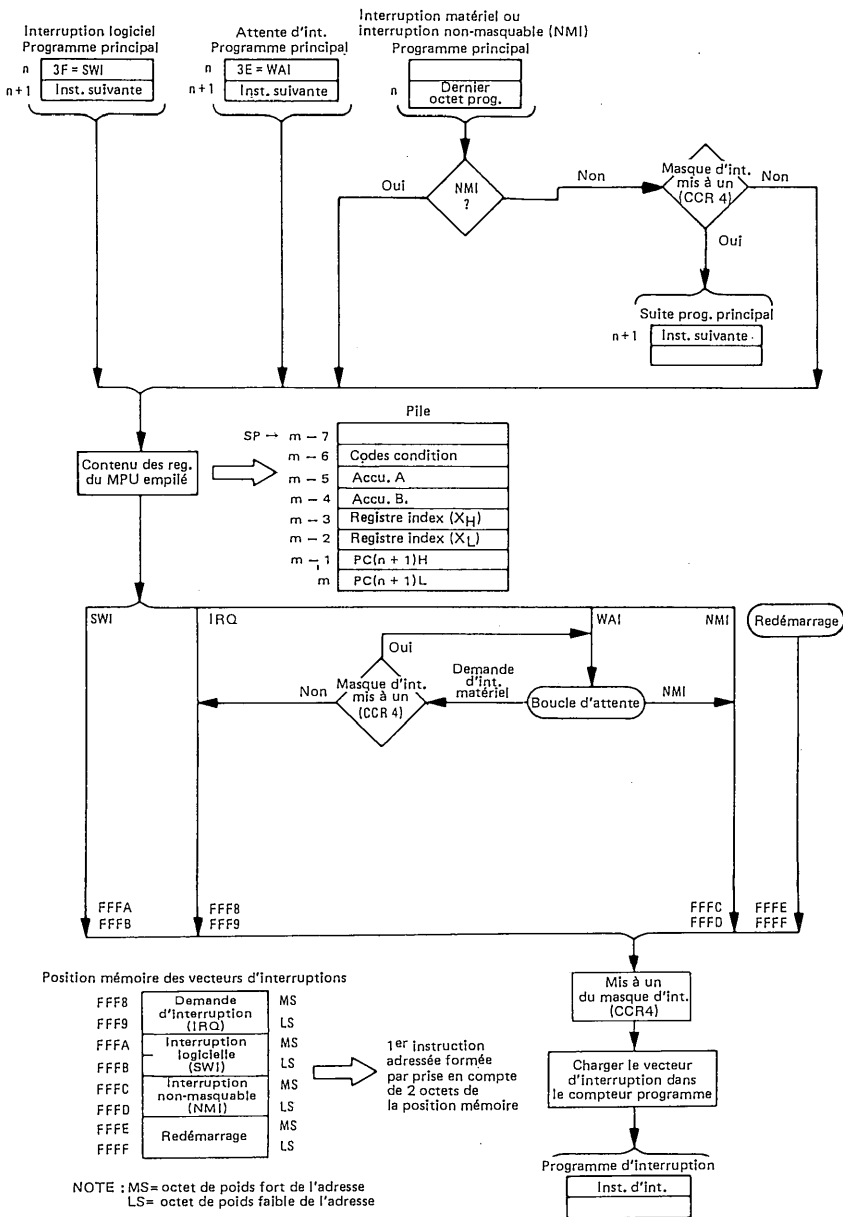 Interruption logiciel
Programme principal
n
3F = SWI
n+1
Inst. suivante
Attente d'int.
Programme principal
n
3E = WAI
n+1
Inst. suivante
Interruption matériel ou
interruption non-masquable (NMI)
Programme principal
n
Dernier
octet prog.
Oui
NMI
?
Non
Masque d'int.
mis à un
(CCR 4)
Non
Oui
Suite prog. principal
n+1
Inst. suivante
Contenu des reg.
du MPU empilé
Pile
SP → m – 7
m – 6
Codes condition
m – 5
Accu. A
m – 4
Accu. B.
m – 3
Registre index (XH)
m – 2
Registre index (XL)
m – 1
PC(n + 1)H
m
PC(n + 1)L
SWI
IRQ
WAI
NMI
Redémarrage
Oui
Non
Masque d'int.
mis à un
(CCR 4)
Demande
d'int.
matériel
Boucle d'attente
NMI
FFFA
FFFB
FFF8
FFF9
FFFC
FFFD
FFFE
FFFF
Position mémoire des vecteurs d'interruptions
FFF8
Demande
d'interruption
(IRQ)
MS
FFF9
LS
FFFA
Interruption
logicielle
(SWI)
MS
FFFB
LS
FFFC
Interruption
non-masquable
(NMI)
MS
FFFD
LS
FFFE
Redémarrage
MS
FFFF
LS
1er instruction
adressée formée
par prise en compte
de 2 octets de
la position mémoire
Mis à un
du masque d'int.
(CCR4)
Charger le vecteur
d'interruption dans
le compteur programme
Programme d'interruption
Inst. d'int.
NOTE : MS= octet de poids fort de l'adresse
LS= octet de poids faible de l'adresse